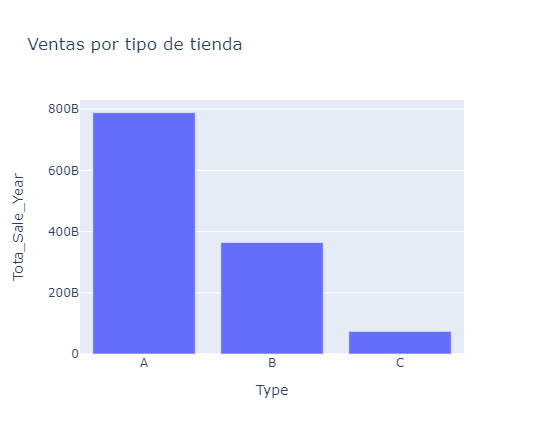 Ventas por tipo de tienda
800B
600B
400B
200B
0
Tota_Sale_Year
A
B
C
Type